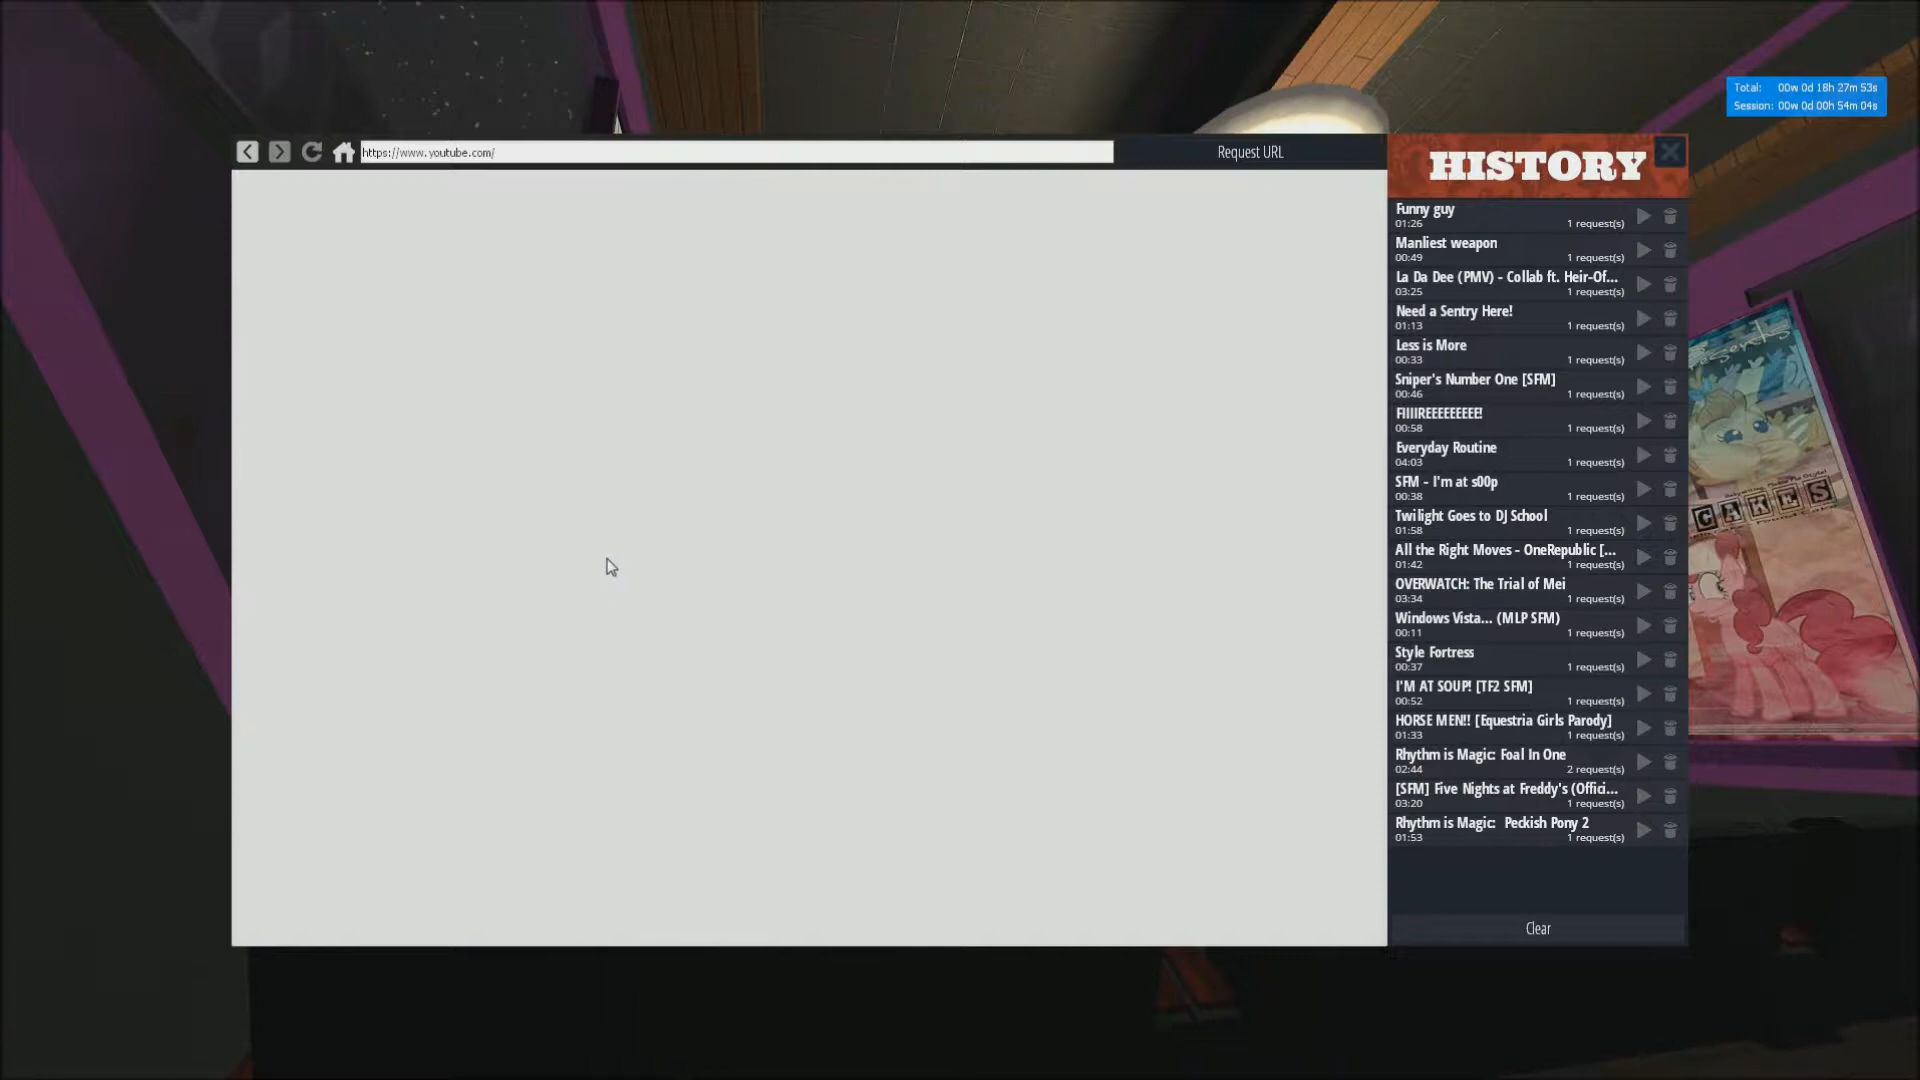 Total: 00w 0d 18h 27m 53s
Session: 00w 0d 00h 54m 04s
https://www.youtube.com/
Request URL
HISTORY
Funny guy
01:26 1 request(s)
Manliest weapon
00:49 1 request(s)
La Da Dee (PMV) - Collab ft. Heir-Of...
03:25 1 request(s)
Need a Sentry Here!
01:13 1 request(s)
Less is More
00:33 1 request(s)
Sniper's Number One [SFM]
00:46 1 request(s)
FIIIREEEEEEEEE!
00:58 1 request(s)
Everyday Routine
04:03 1 request(s)
SFM - I'm at s00p
00:38 1 request(s)
Twilight Goes to DJ School
01:58 1 request(s)
All the Right Moves - OneRepublic [...
01:42 1 request(s)
OVERWATCH: The Trial of Mei
03:34 1 request(s)
Windows Vista... (MLP SFM)
00:11 1 request(s)
Style Fortress
00:37 1 request(s)
I'M AT SOUP! [TF2 SFM]
00:52 1 request(s)
HORSE MEN!! [Equestria Girls Parody]
01:33 1 request(s)
Rhythm is Magic: Foal In One
02:44 2 request(s)
[SFM] Five Nights at Freddy's (Offici...
03:20 1 request(s)
Rhythm is Magic: Peckish Pony 2
01:53 1 request(s)
Clear
CAKES